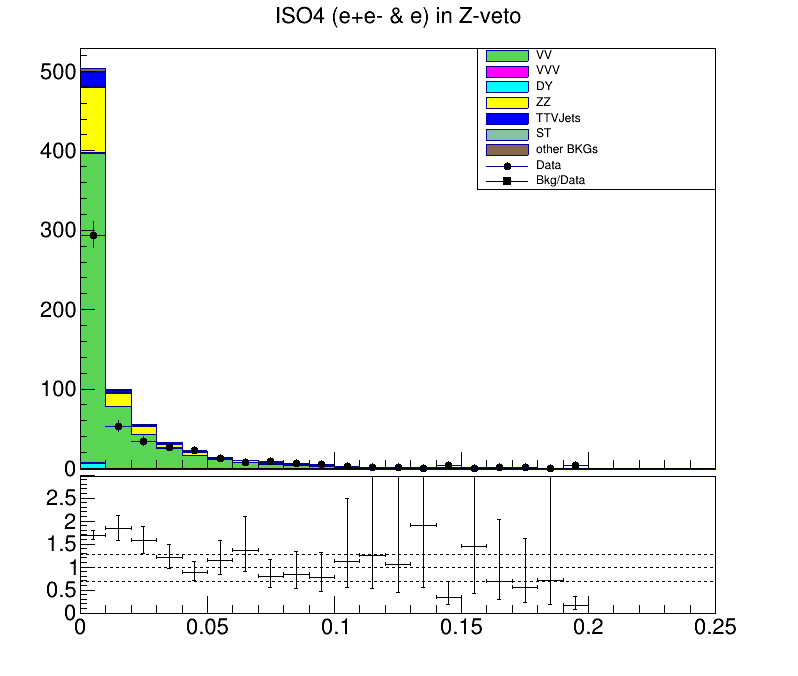 ISO4 (e+e- & e) in Z-veto
VV
VVV
DY
ZZ
TTVJets
ST
other BKGs
Data
Bkg/Data
500
400
300
200
100
0
2.5
2
1.5
1
0.5
0
0 0.05 0.1 0.15 0.2 0.25